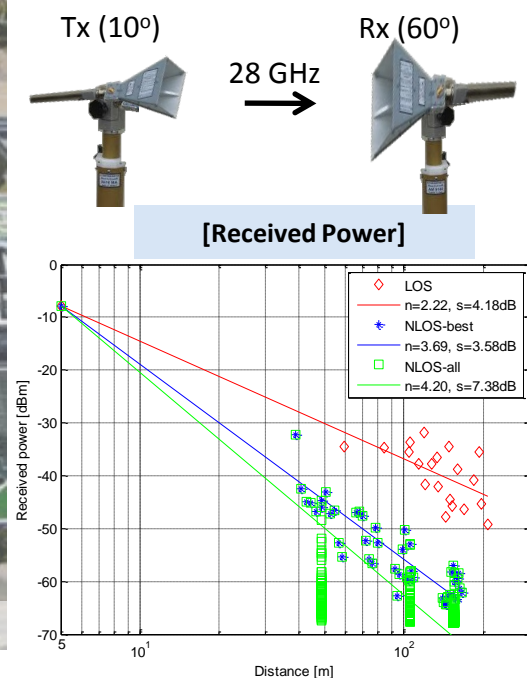 Tx (10º)
Rx (60º)
28 GHz
[Received Power]
0
-10
-20
-30
-40
-50
-60
-70
Received power [dBm]
LOS
n=2.22, s=4.18dB
NLOS-best
n=3.69, s=3.58dB
NLOS-all
n=4.20, s=7.38dB
5
10¹
10²
Distance [m]